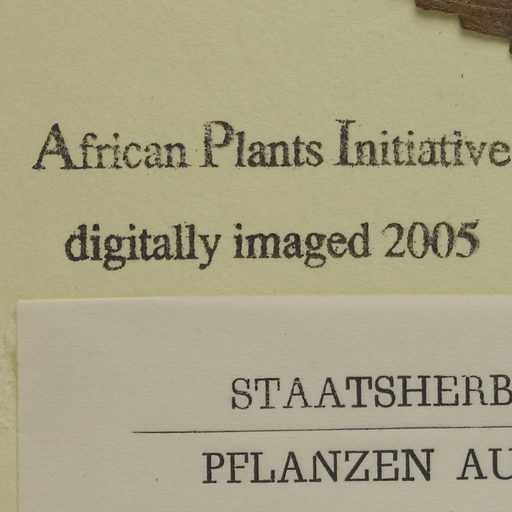 African Plants Initiative
digitally imaged 2005
STAATSHERB
PFLANZEN AU